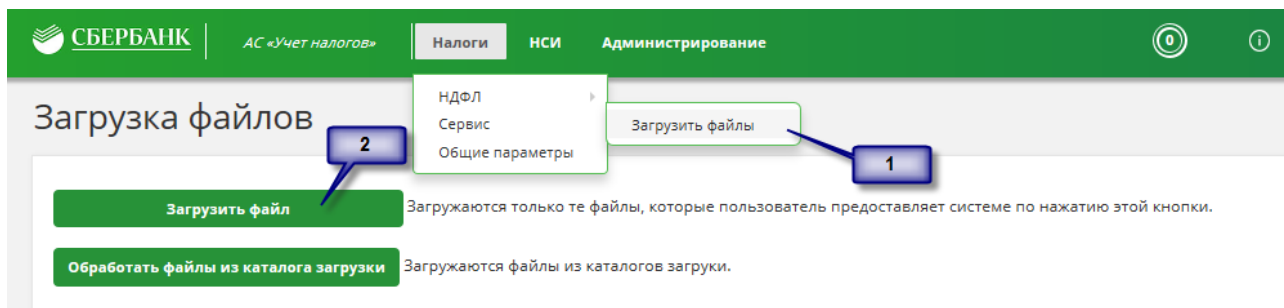 СБЕРБАНК АС «Учет налогов» Налоги НСИ Администрирование 0 i
НДФЛ
Загрузка файлов
Сервис Загрузить файлы
2 Общие параметры 1
Загрузить файл Загружаются только те файлы, которые пользователь предоставляет системе по нажатию этой кнопки.
Обработать файлы из каталога загрузки Загружаются файлы из каталогов загруки.